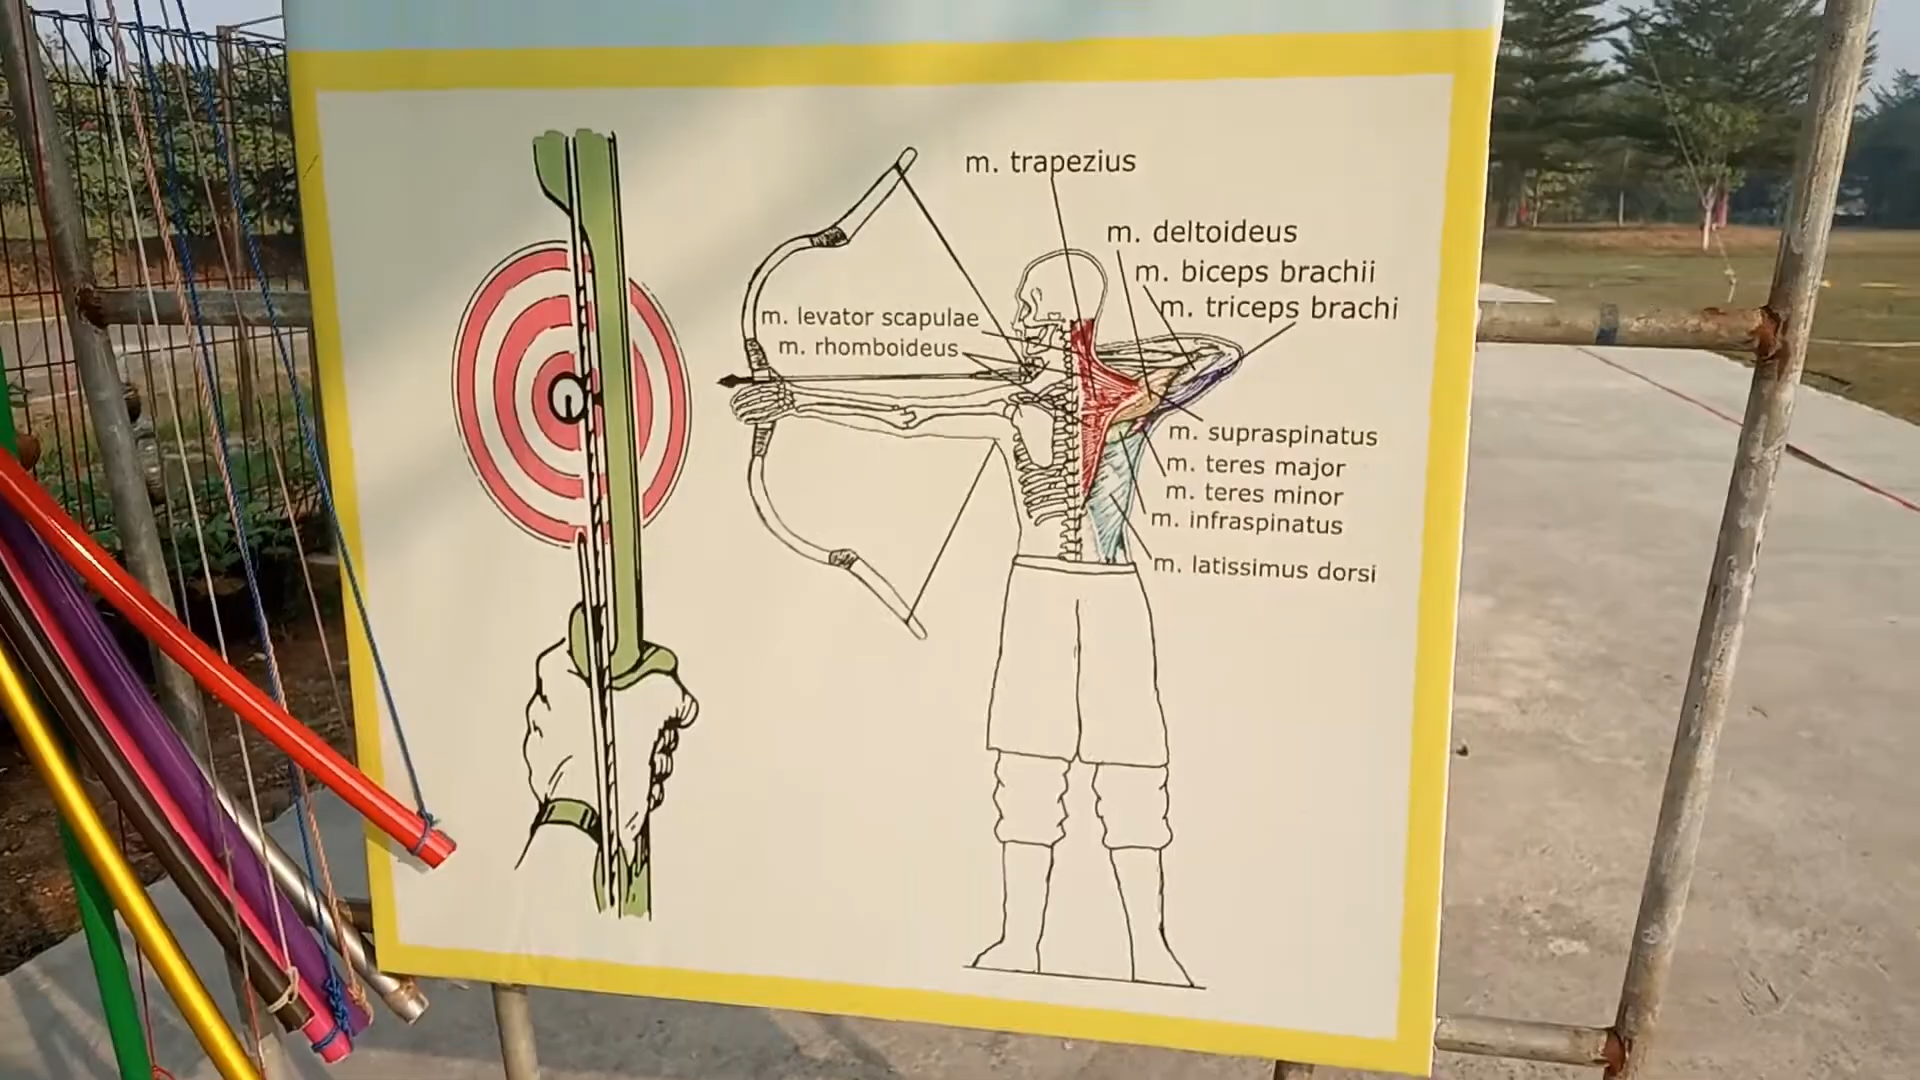 m. trapezius
m. deltoideus
m. biceps brachii
m. triceps brachi
m. levator scapulae
m. rhomboideus
m. supraspinatus
m. teres major
m. teres minor
m. infraspinatus
m. latissimus dorsi